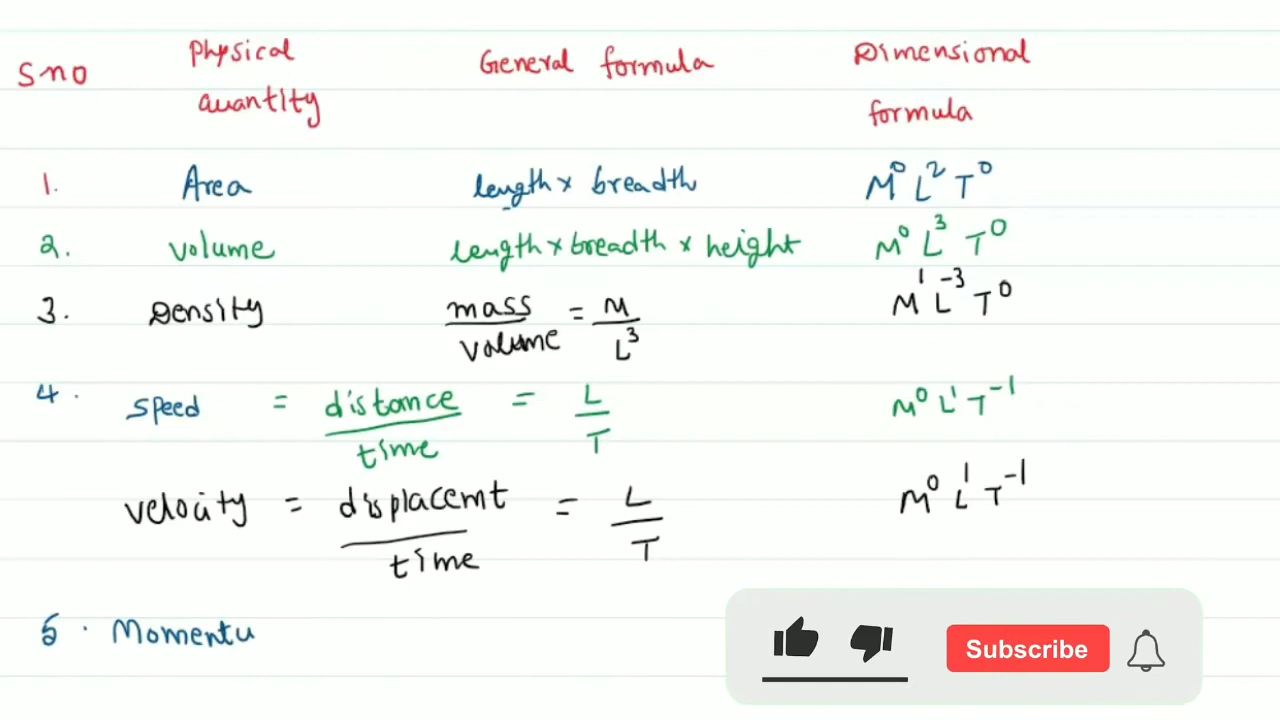 Sno Physical quantity General formula Dimensional formula
1. Area length × breadth M⁰ L² T⁰
2. volume length × breadth × height M⁰ L³ T⁰
3. Density mass/volume = M/L³ M¹ L⁻³ T⁰
4. speed = distance/time = L/T M⁰ L¹ T⁻¹
velocity = displacemt/time = L/T M⁰ L¹ T⁻¹
5. Momentu
Subscribe